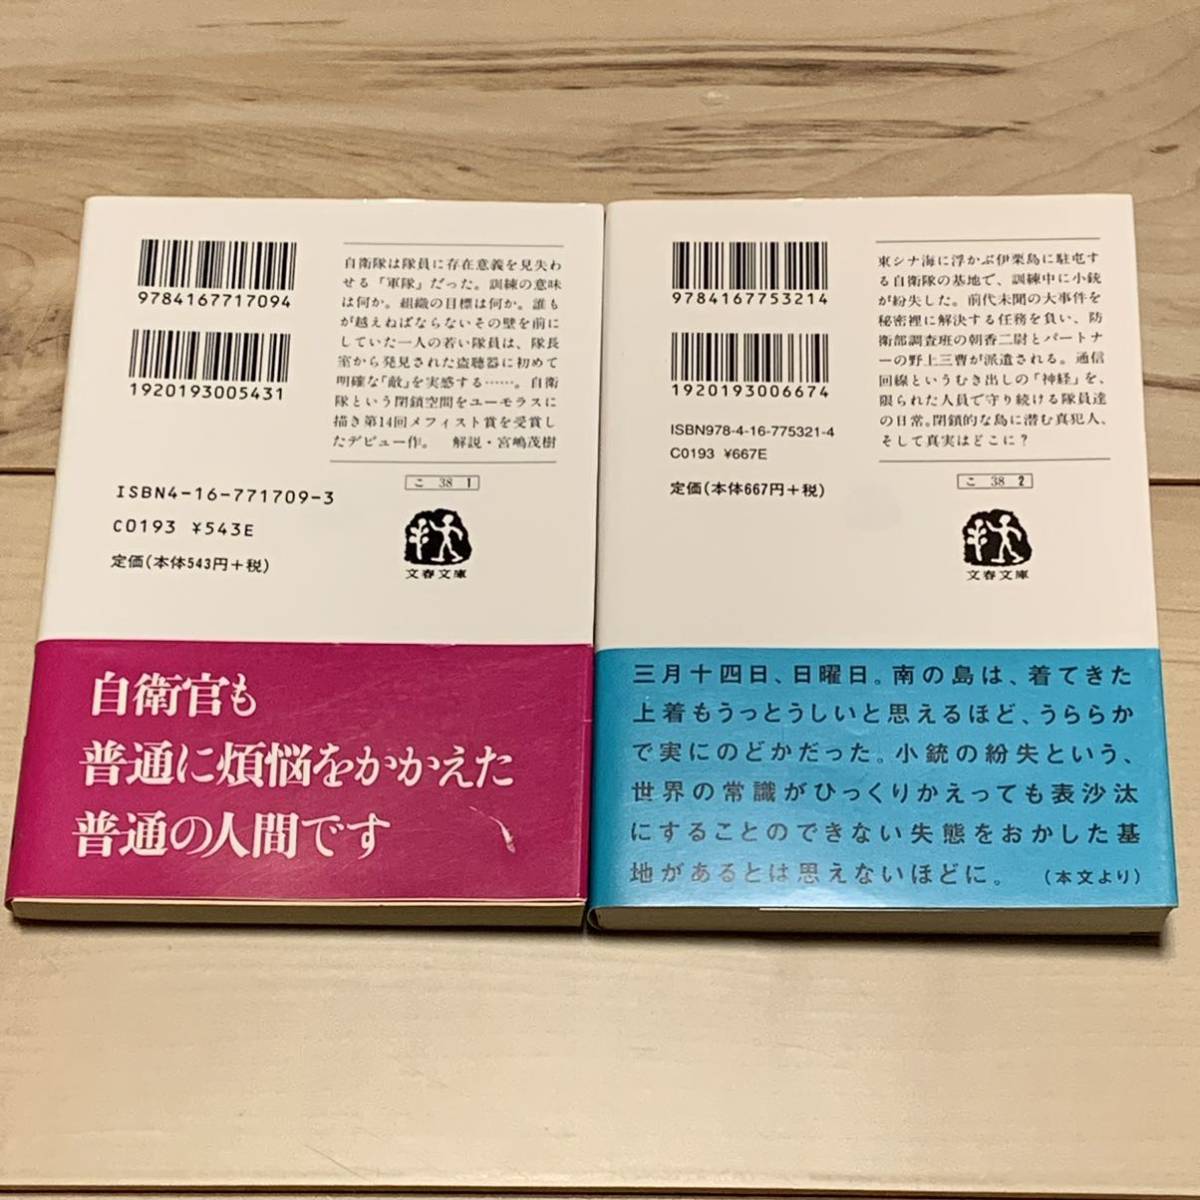 9784167717094
1920193005431
自衛隊は隊員に存在意義を見失わ
せる「軍隊」だった。訓練の意味
は何か。組織の目標は何か。誰も
が越えねばならないその壁を前に
していた一人の若い隊員は、隊長
室から発見された盗聴器に初めて
明確な「敵」を実感する……。自衛
隊という閉鎖空間をユーモラスに
描き第14回メフィスト賞を受賞し
たデビュー作。　解説・宮嶋茂樹
ISBN4-16-771709-3
C0193 ¥543E
定価(本体543円+税)
こ 38 1
文春文庫
自衛官も
普通に煩悩をかかえた
普通の人間です
9784167753214
1920193006674
ISBN978-4-16-775321-4
C0193 ¥667E
定価(本体667円+税)
東シナ海に浮かぶ伊栗島に駐屯す
る自衛隊の基地で、訓練中に小銃
が紛失した。前代未聞の大事件を
秘密裡に解決する任務を負い、防
衛部調査班の朝香二尉とパートナ
ーの野上三曹が派遣される。通信
回線というむき出しの「神経」を、
限られた人員で守り続ける隊員達
の日常。閉鎖的な島に潜む真犯人、
そして真実はどこに？
こ 38 2
文春文庫
三月十四日、日曜日。南の島は、着てきた
上着もうっとうしいと思えるほど、うららか
で実にのどかだった。小銃の紛失という、
世界の常識がひっくりかえっても表沙汰
にすることのできない失態をおかした基
地があるとは思えないほどに。　(本文より)